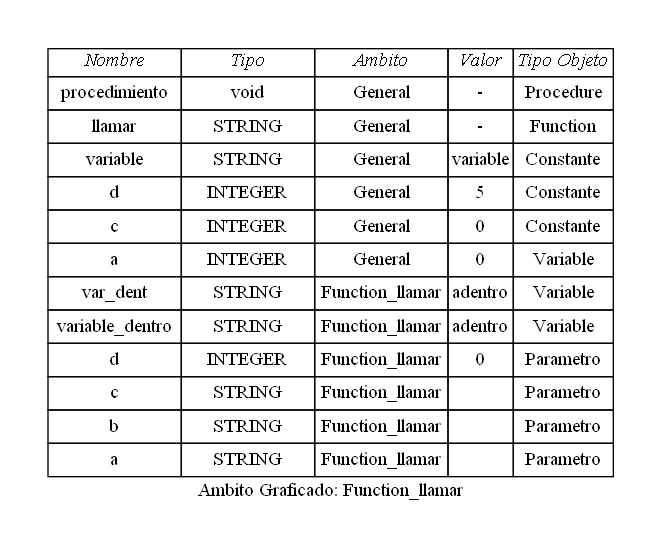 Nombre Tipo Ambito Valor Tipo Objeto
procedimiento void General - Procedure
llamar STRING General - Function
variable STRING General variable Constante
d INTEGER General 5 Constante
c INTEGER General 0 Constante
a INTEGER General 0 Variable
var_dent STRING Function_llamar adentro Variable
variable_dentro STRING Function_llamar adentro Variable
d INTEGER Function_llamar 0 Parametro
c STRING Function_llamar Parametro
b STRING Function_llamar Parametro
a STRING Function_llamar Parametro
Ambito Graficado: Function_llamar